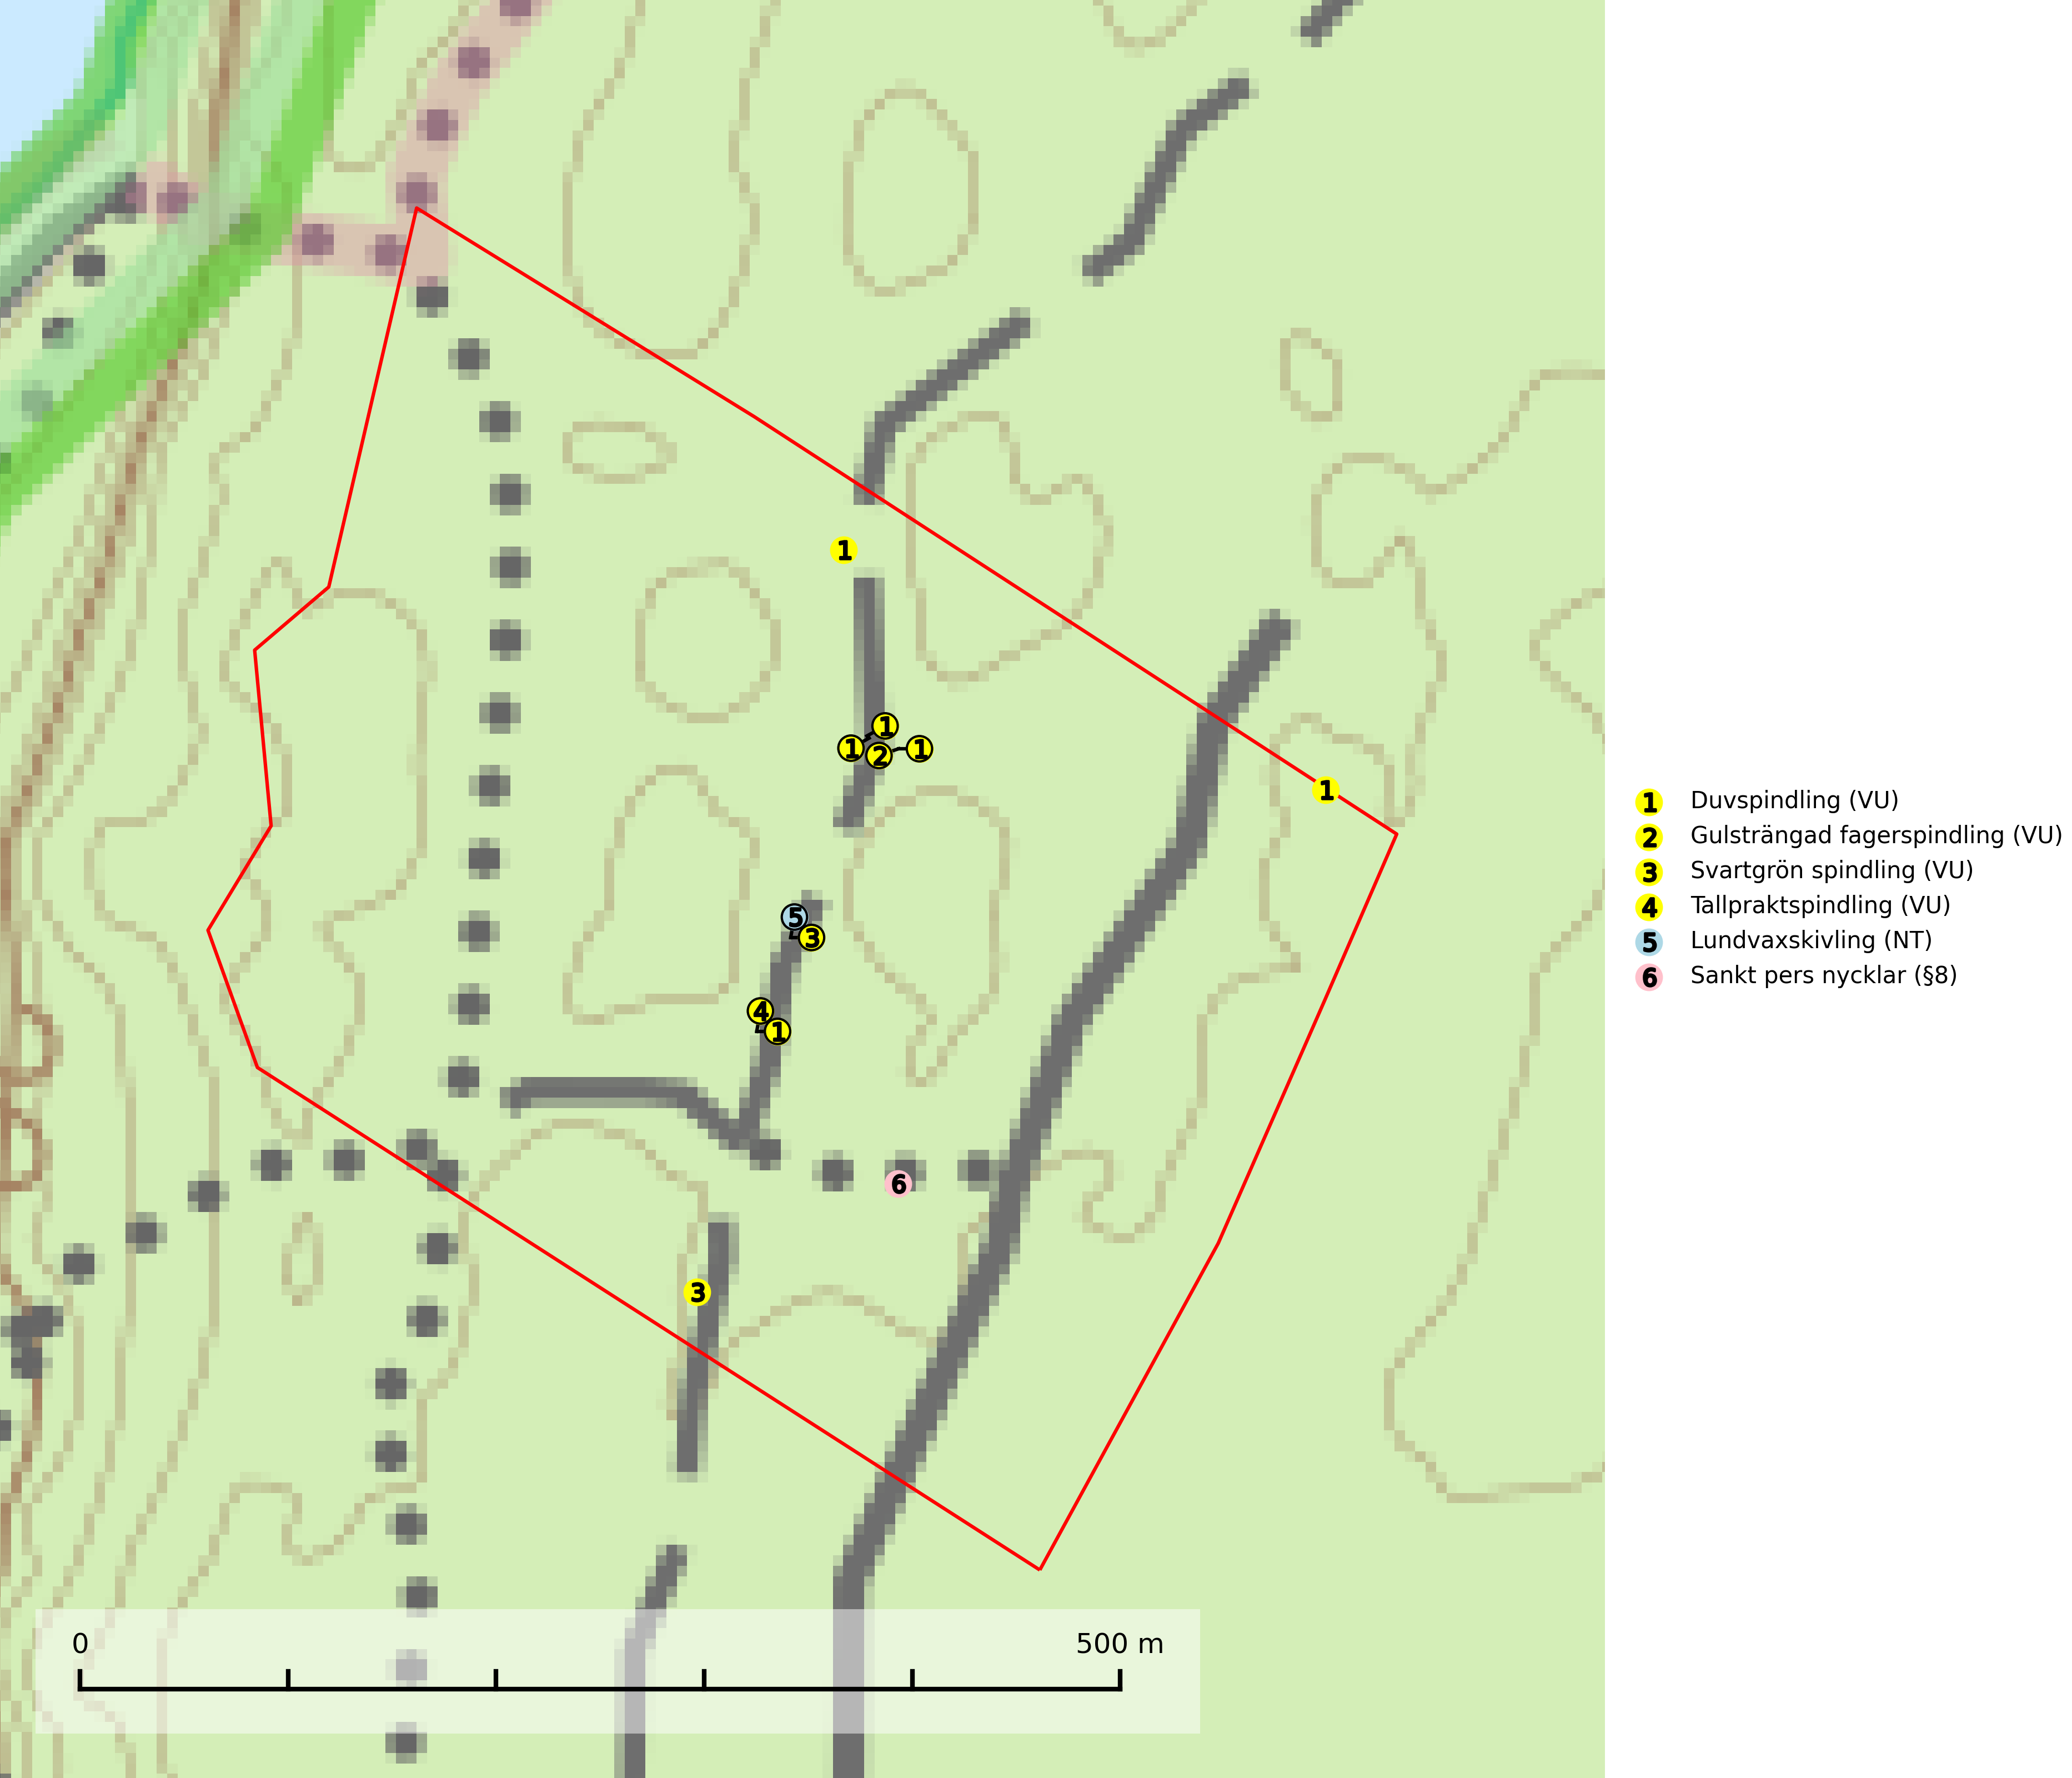 1
1
1
2
1
1
5
3
4
1
6
3
0
500 m
1 Duvspindling (VU)
2 Gulsträngad fagerspindling (VU)
3 Svartgrön spindling (VU)
4 Tallpraktspindling (VU)
5 Lundvaxskivling (NT)
6 Sankt pers nycklar (§8)